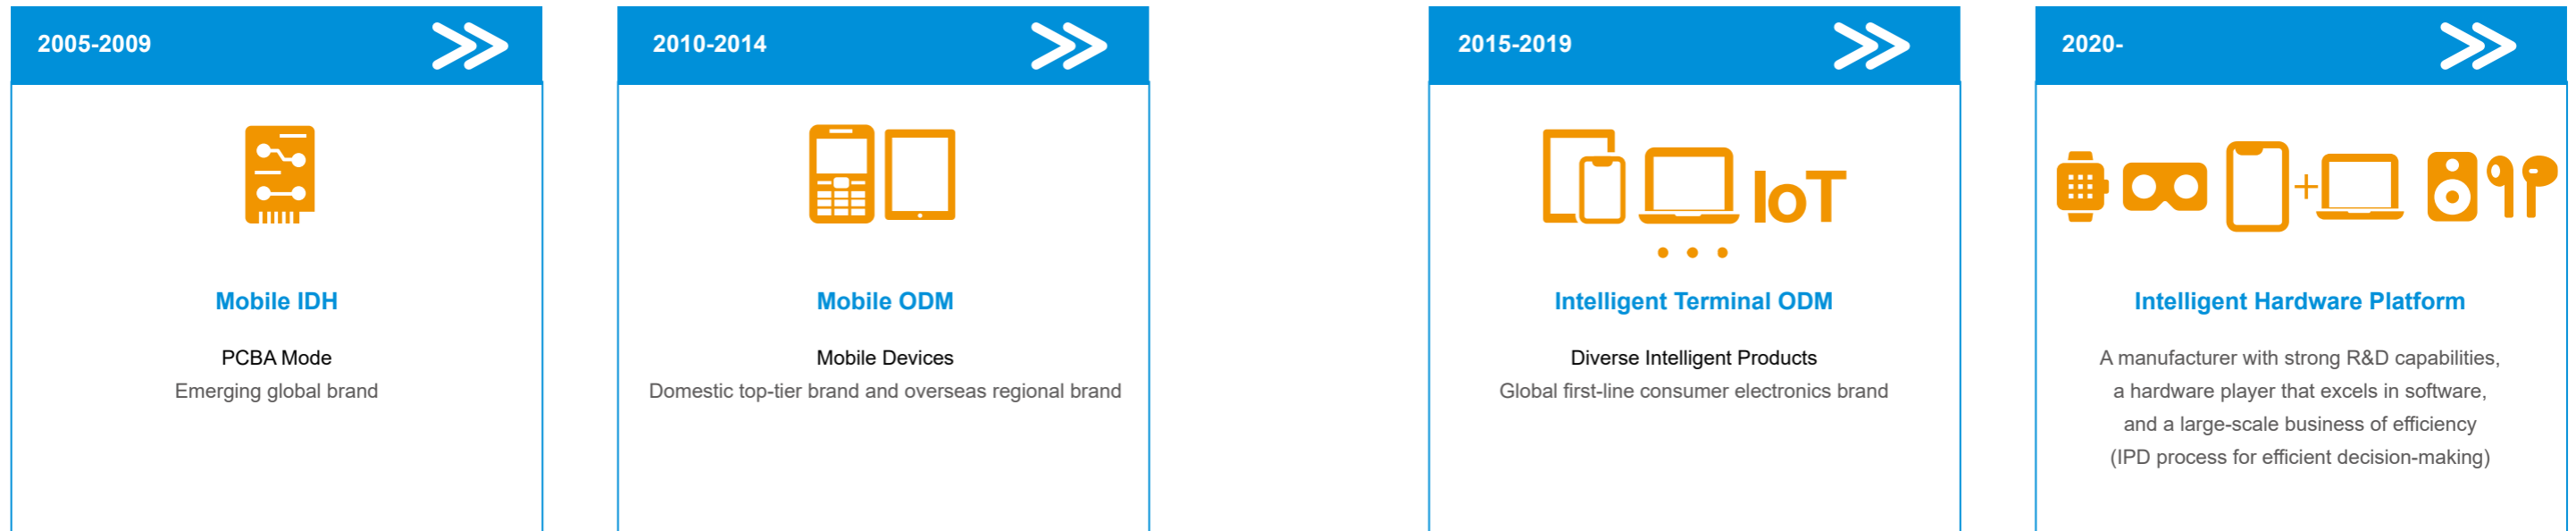 2005-2009
Mobile IDH
PCBA Mode
Emerging global brand
2010-2014
Mobile ODM
Mobile Devices
Domestic top-tier brand and overseas regional brand
2015-2019
IoT
Intelligent Terminal ODM
Diverse Intelligent Products
Global first-line consumer electronics brand
2020-
+
Intelligent Hardware Platform
A manufacturer with strong R&D capabilities,
a hardware player that excels in software,
and a large-scale business of efficiency
(IPD process for efficient decision-making)